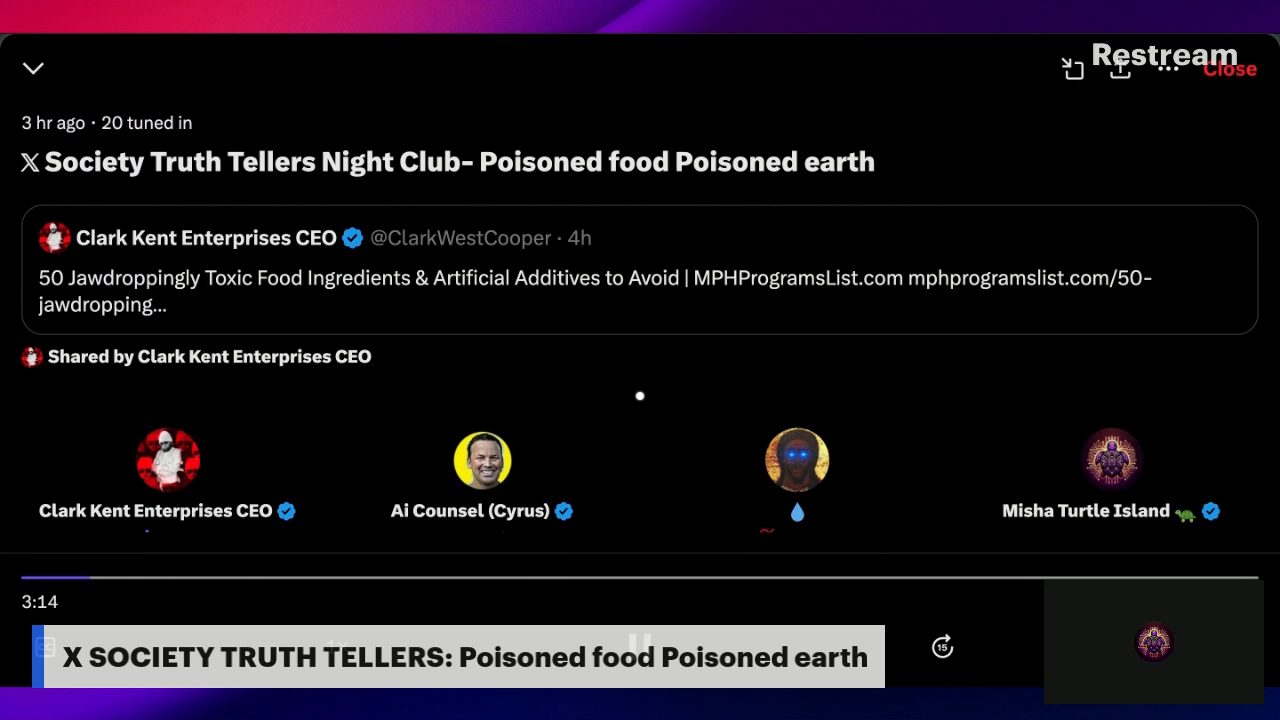 Restream
Close
3 hr ago · 20 tuned in
𝕏 Society Truth Tellers Night Club- Poisoned food Poisoned earth
Clark Kent Enterprises CEO @ClarkWestCooper · 4h
50 Jawdroppingly Toxic Food Ingredients & Artificial Additives to Avoid | MPHProgramsList.com mphprogramslist.com/50-
jawdropping...
Shared by Clark Kent Enterprises CEO
Clark Kent Enterprises CEO
Ai Counsel (Cyrus)
Misha Turtle Island 🐢
3:14
15
X SOCIETY TRUTH TELLERS: Poisoned food Poisoned earth